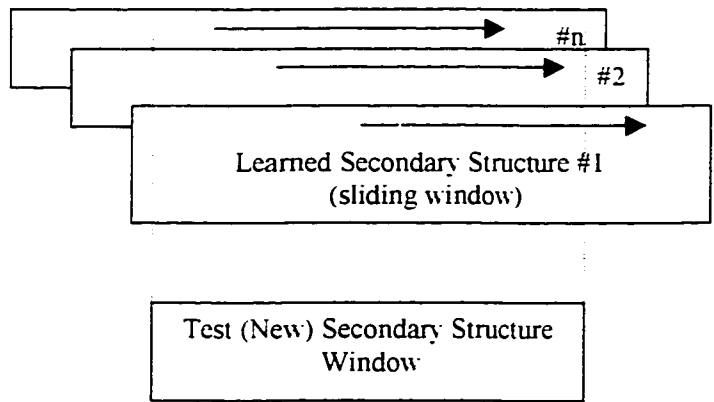 #n
#2
Learned Secondary Structure #1
(sliding window)
Test (New) Secondary Structure
Window